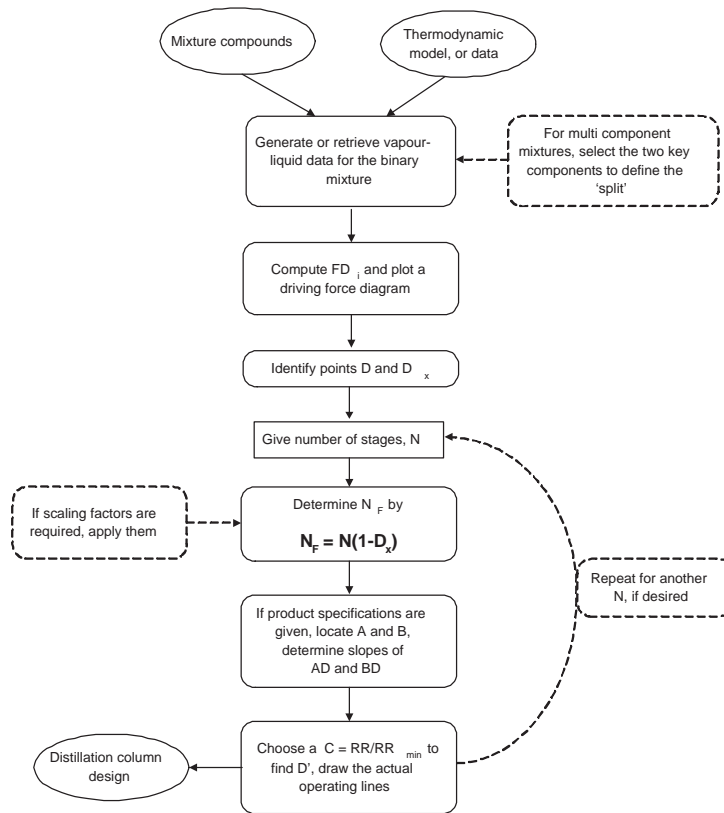 Mixture compounds
Thermodynamic
model, or data
Generate or retrieve vapour-
liquid data for the binary
mixture
For multi component
mixtures, select the two key
components to define the
'split'
Compute FD i and plot a
driving force diagram
Identify points D and D x
Give number of stages, N
If scaling factors are
required, apply them
Determine N F by
N_F = N(1-D_x)
Repeat for another
N, if desired
If product specifications are
given, locate A and B,
determine slopes of
AD and BD
Distillation column
design
Choose a C = RR/RR min to
find D', draw the actual
operating lines